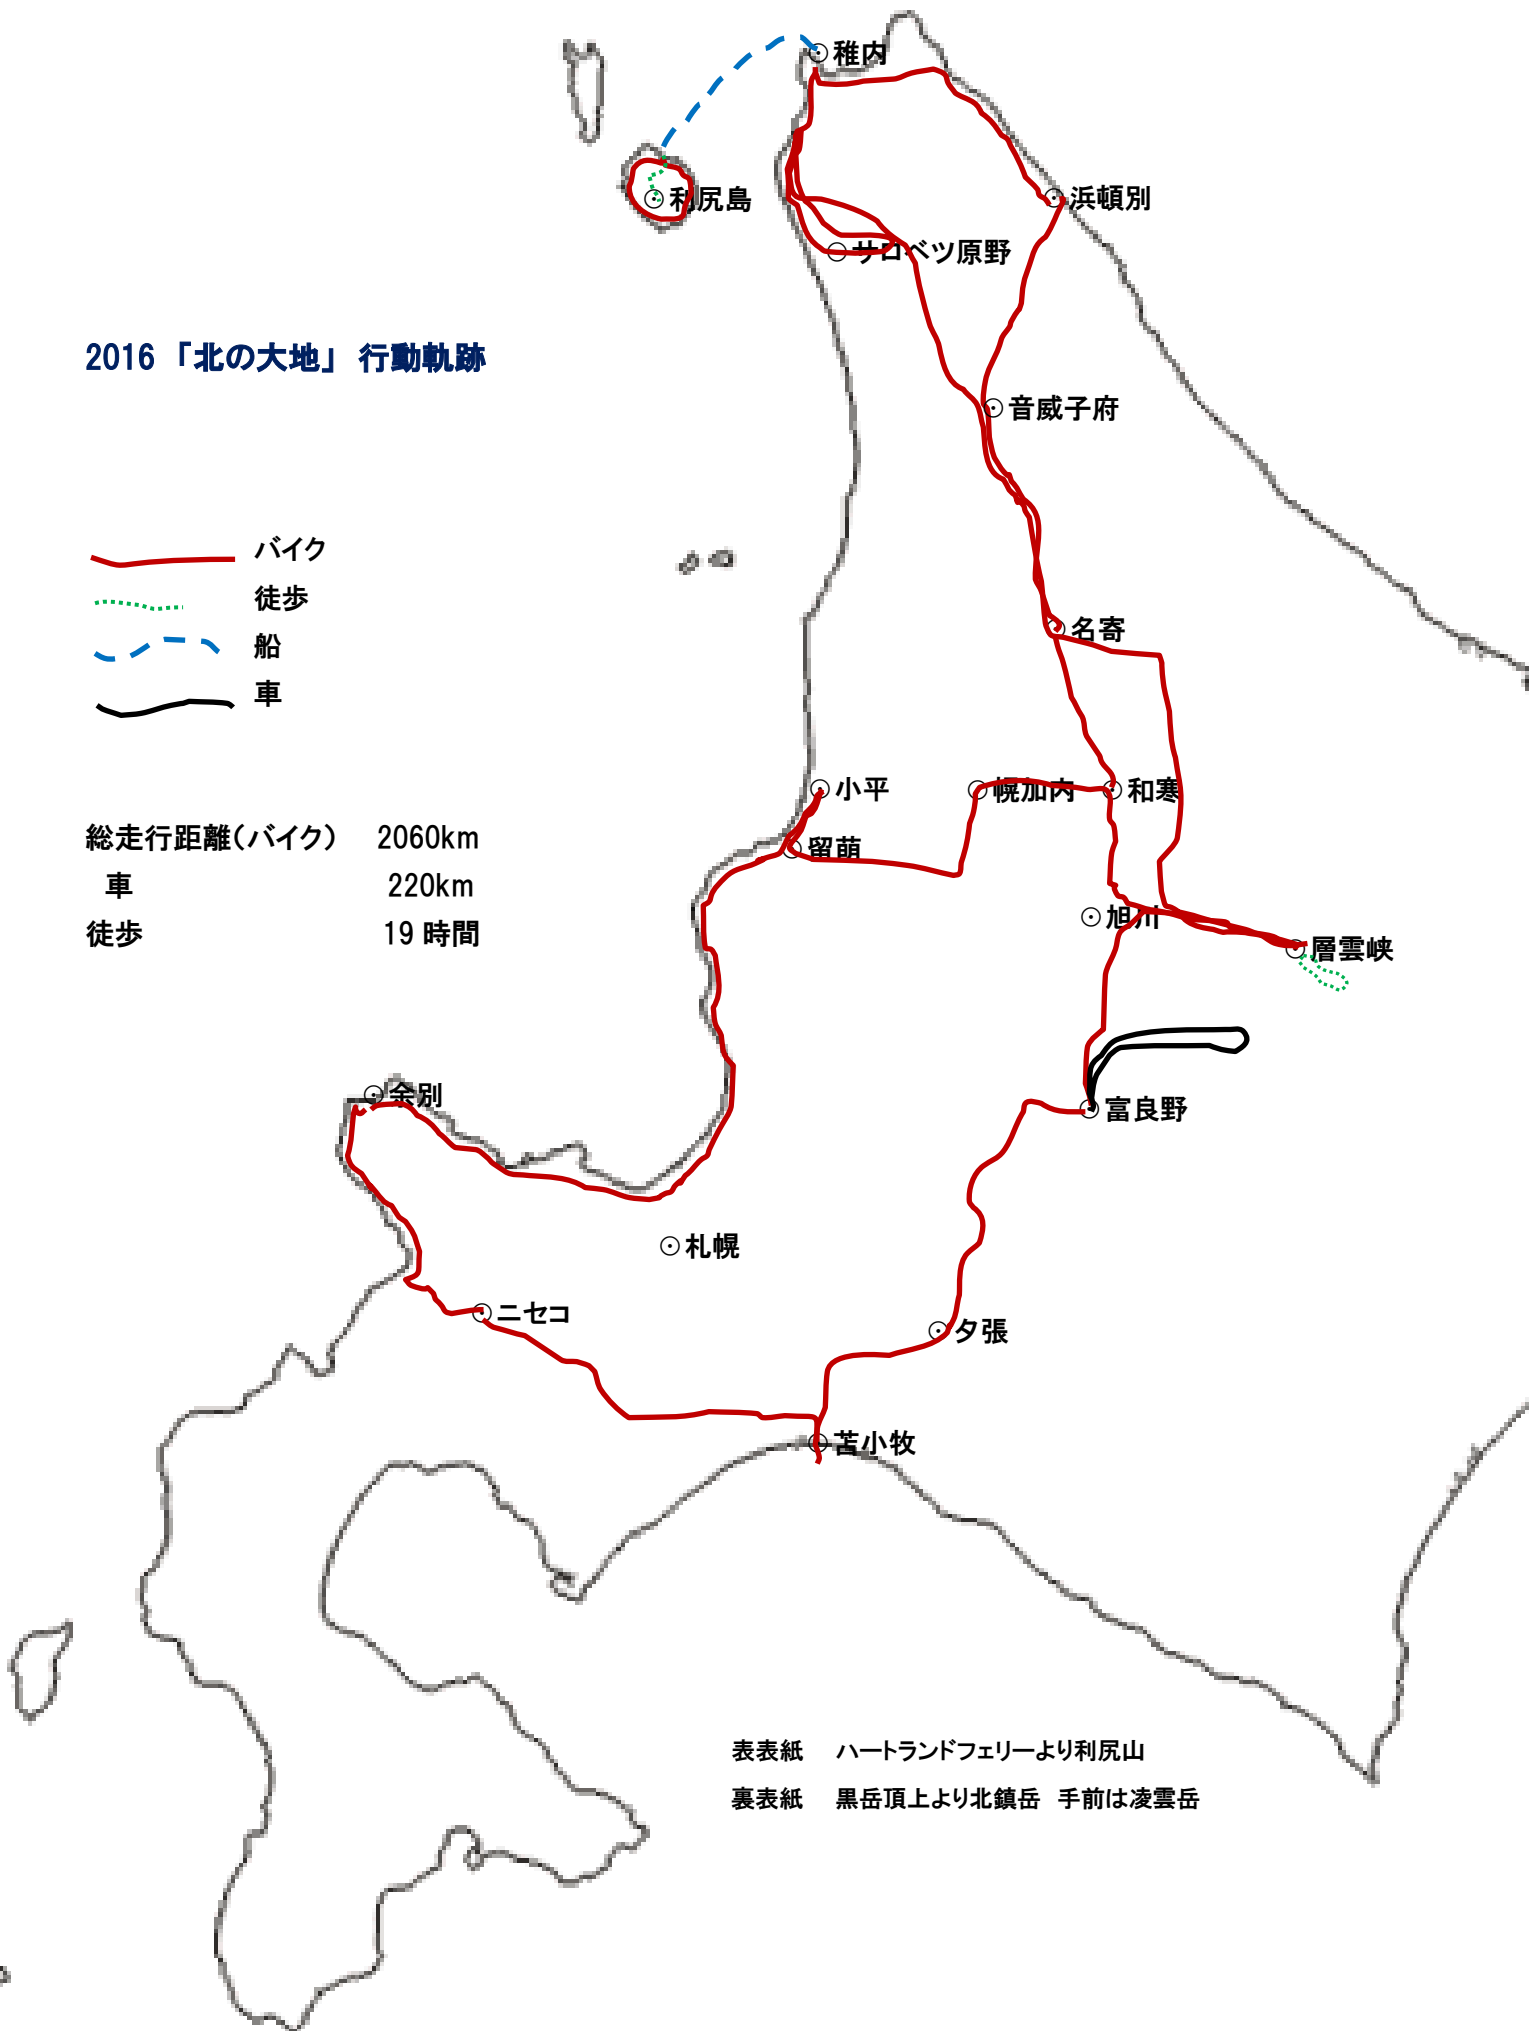 稚内
利尻島
浜頓別
サロベツ原野
2016 「北の大地」 行動軌跡
音威子府
バイク
徒歩
船
車
名寄
小平
幌加内
和寒
総走行距離(バイク) 2060km
留萌
車 220km
旭川
徒歩 19 時間
層雲峡
余別
富良野
札幌
ニセコ
夕張
苫小牧
表表紙 ハートランドフェリーより利尻山
裏表紙 黒岳頂上より北鎮岳 手前は凌雲岳